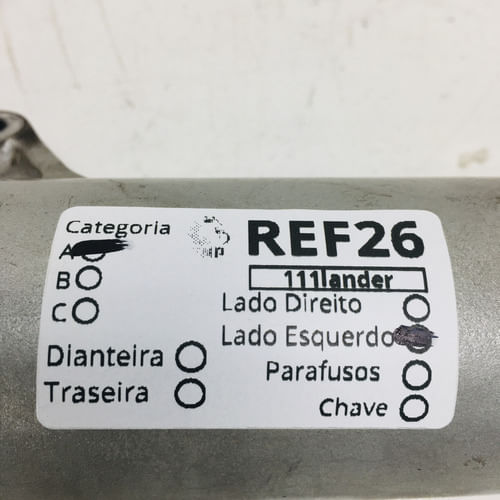 Categoria
A
B
C
Dianteira
Traseira
REF26
111lander
Lado Direito
Lado Esquerdo
Parafusos
Chave